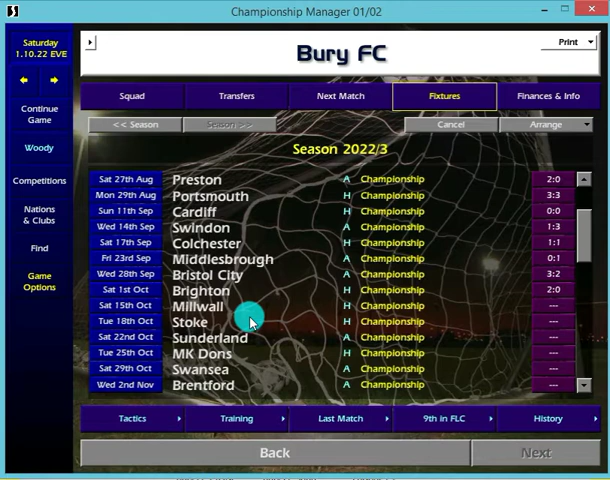 Championship Manager 01/02
Saturday
1.10.22 EVE
Continue
Game
Woody
Competitions
Nations
& Clubs
Find
Game
Options
Bury FC
Print
Squad Transfers Next Match Fixtures Finances & Info
<< Season Season >> Cancel Arrange
Season 2022/3
Sat 27th Aug Preston A Championship 2:0
Mon 29th Aug Portsmouth H Championship 3:3
Sun 11th Sep Cardiff H Championship 0:0
Wed 14th Sep Swindon A Championship 1:3
Sat 17th Sep Colchester H Championship 1:1
Fri 23rd Sep Middlesbrough A Championship 0:1
Wed 28th Sep Bristol City A Championship 3:2
Sat 1st Oct Brighton H Championship 2:0
Sat 15th Oct Millwall A Championship ---
Tue 18th Oct Stoke H Championship ---
Sat 22nd Oct Sunderland A Championship ---
Tue 25th Oct MK Dons H Championship ---
Sat 29th Oct Swansea A Championship ---
Wed 2nd Nov Brentford A Championship ---
Tactics Training Last Match 9th in FLC History
Back Next